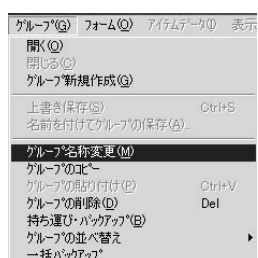 ｸﾞﾙｰﾌﾟ(G) ﾌｫｰﾑ(O) ｱｲﾃﾑﾃﾞｰﾀ(I) 表示
開く(O)
閉じる(C)
ｸﾞﾙｰﾌﾟ新規作成(G)
上書き保存(S) Ctrl+S
名前を付けてｸﾞﾙｰﾌﾟの保存(A)...
ｸﾞﾙｰﾌﾟ名称変更(M)
ｸﾞﾙｰﾌﾟのｺﾋﾟｰ
ｸﾞﾙｰﾌﾟの貼り付け(P) Ctrl+V
ｸﾞﾙｰﾌﾟの削除(D) Del
持ち運び･ﾊﾞｯｸｱｯﾌﾟ(B)
ｸﾞﾙｰﾌﾟの並べ替え
一括ﾊﾞｯｸｱｯﾌﾟ